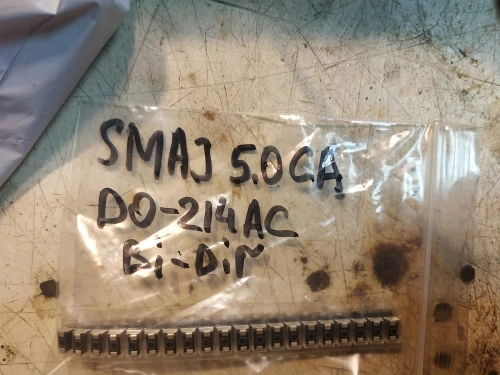 SMAJ 5.0CA
DO-214AC
Bi-Dir